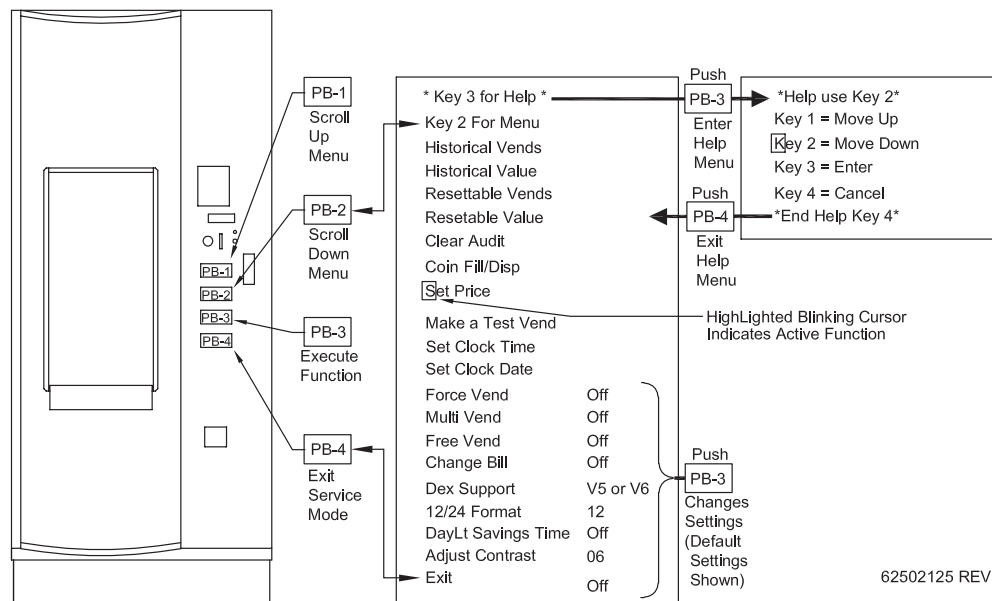 PB-1
PB-2
PB-3
PB-4
PB-1
Scroll
Up
Menu
PB-2
Scroll
Down
Menu
PB-3
Execute
Function
PB-4
Exit
Service
Mode
* Key 3 for Help *
Key 2 For Menu
Historical Vends
Historical Value
Resettable Vends
Resetable Value
Clear Audit
Coin Fill/Disp
Set Price
Make a Test Vend
Set Clock Time
Set Clock Date
Force Vend Off
Multi Vend Off
Free Vend Off
Change Bill Off
Dex Support V5 or V6
12/24 Format 12
DayLt Savings Time Off
Adjust Contrast 06
Exit
Off
Push
PB-3
Enter
Help
Menu
Push
PB-4
Exit
Help
Menu
*Help use Key 2*
Key 1 = Move Up
Key 2 = Move Down
Key 3 = Enter
Key 4 = Cancel
*End Help Key 4*
HighLighted Blinking Cursor
Indicates Active Function
Push
PB-3
Changes
Settings
(Default
Settings
Shown)
62502125 REV